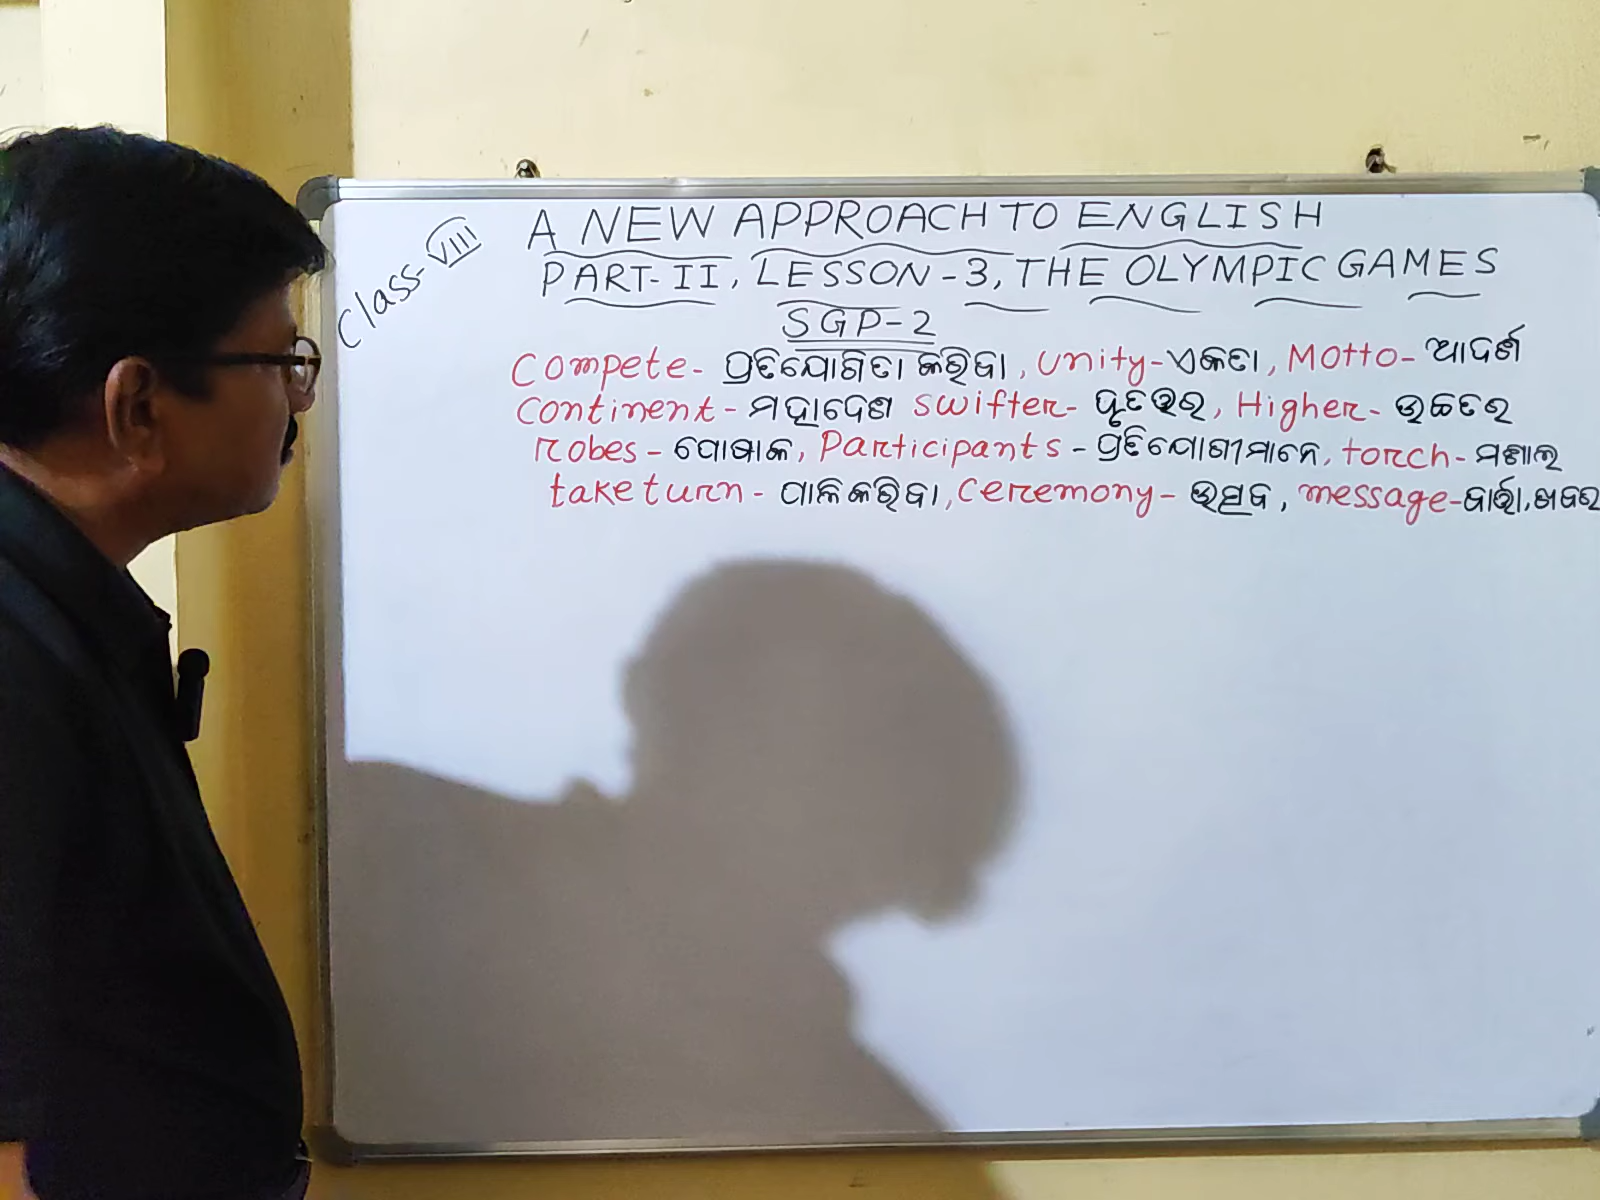 Class-VIII
A NEW APPROACH TO ENGLISH
PART-II, LESSON-3, THE OLYMPIC GAMES
SGP-2
Compete- ପ୍ରତିଯୋଗିତା କରିବା, Unity-ଏକତା, Motto- ଆଦର୍ଶ
Continent - ମହାଦେଶ Swifter- ଦୃତତର, Higher- ଉଚ୍ଚତର
Robes - ପୋଷାକ, Participants - ପ୍ରତିଯୋଗୀମାନେ, torch- ମଶାଲ
take turn - ପାଳି କରିବା, Ceremony- ଉତ୍ସବ, message-ବାର୍ତ୍ତା, ଖବର